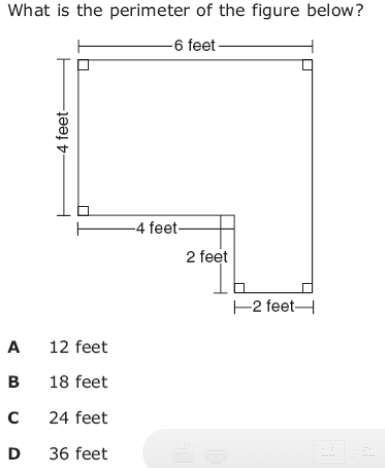 What is the perimeter of the figure below?
6 feet
4 feet
4 feet
2 feet
2 feet
A 12 feet
B 18 feet
C 24 feet
D 36 feet